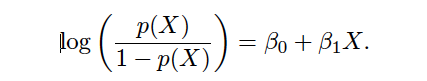 log ( p(X) / (1 − p(X)) ) = β₀ + β₁X.